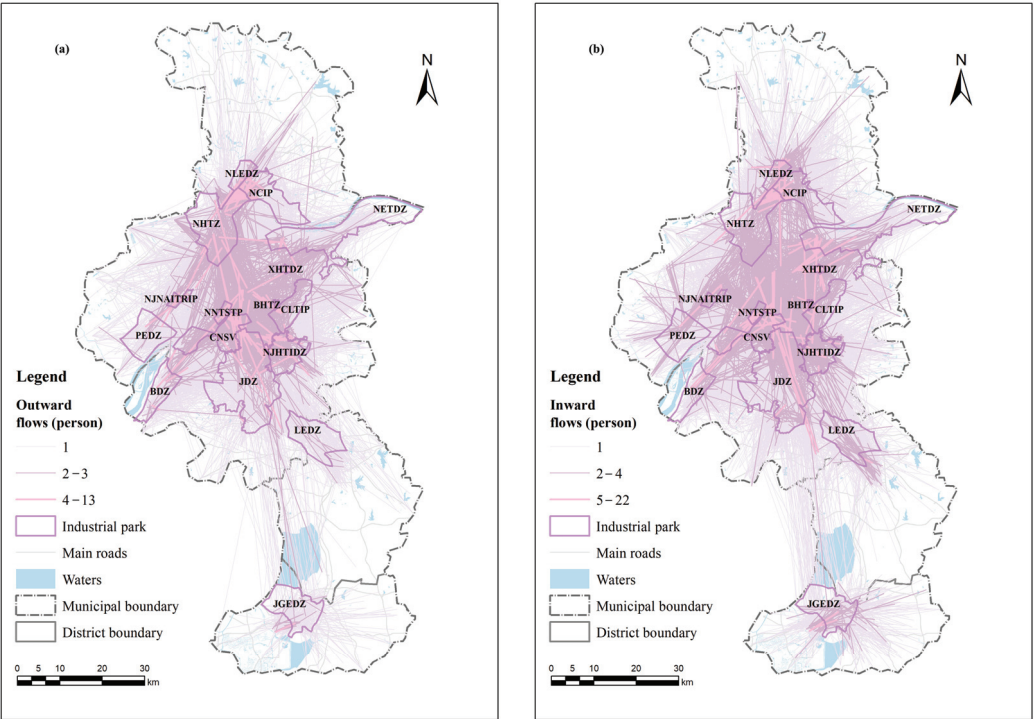 (a)
N
NLEDZ
NCIP
NETDZ
NHTZ
XHTDZ
NJNAITRIP
BHTZ
CLTIP
NNTSTP
PEDZ
CNSV
NJHTIDZ
JDZ
BDZ
LEDZ
JGEDZ
Legend
Outward
flows (person)
1
2–3
4–13
Industrial park
Main roads
Waters
Municipal boundary
District boundary
0 5 10 20 30
km
(b)
N
NLEDZ
NCIP
NETDZ
NHTZ
XHTDZ
NJNAITRIP
BHTZ
CLTIP
NNTSTP
PEDZ
CNSV
NJHTIDZ
JDZ
BDZ
LEDZ
JGEDZ
Legend
Inward
flows (person)
1
2–4
5–22
Industrial park
Main roads
Waters
Municipal boundary
District boundary
0 5 10 20 30
km